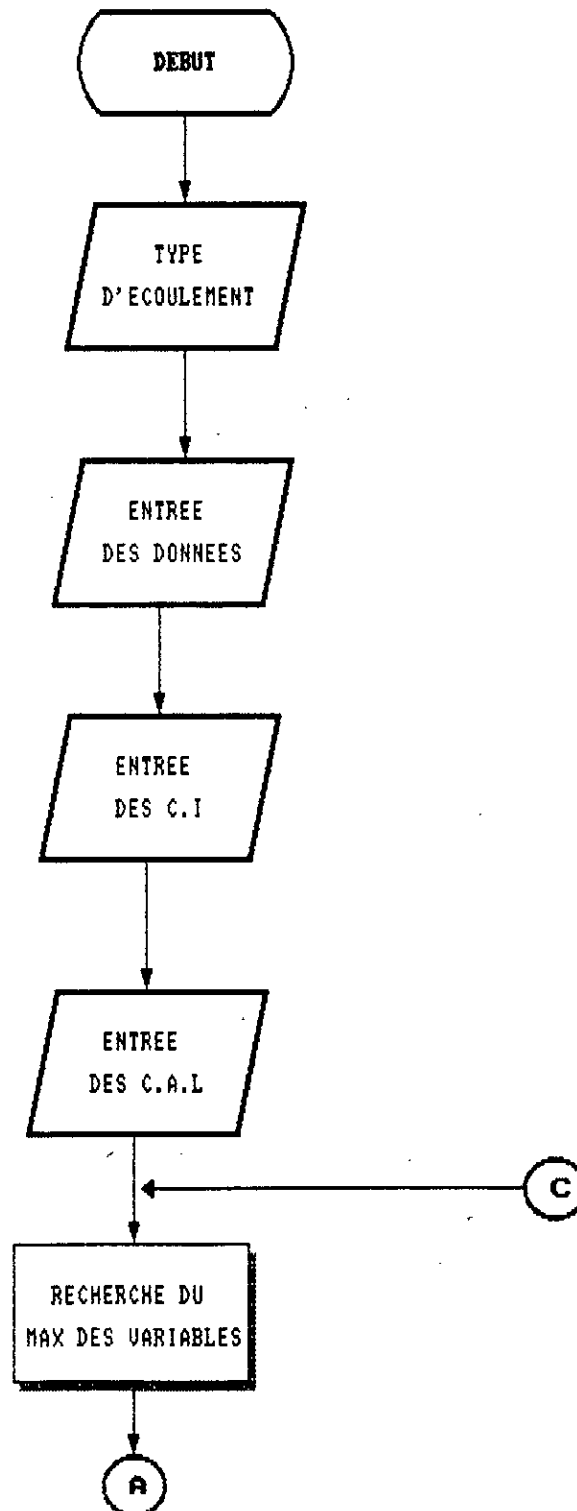 DEBUT
TYPE
D'ECOULEMENT
ENTREE
DES DONNEES
ENTREE
DES C.I
ENTREE
DES C.A.L
C
RECHERCHE DU
MAX DES VARIABLES
A